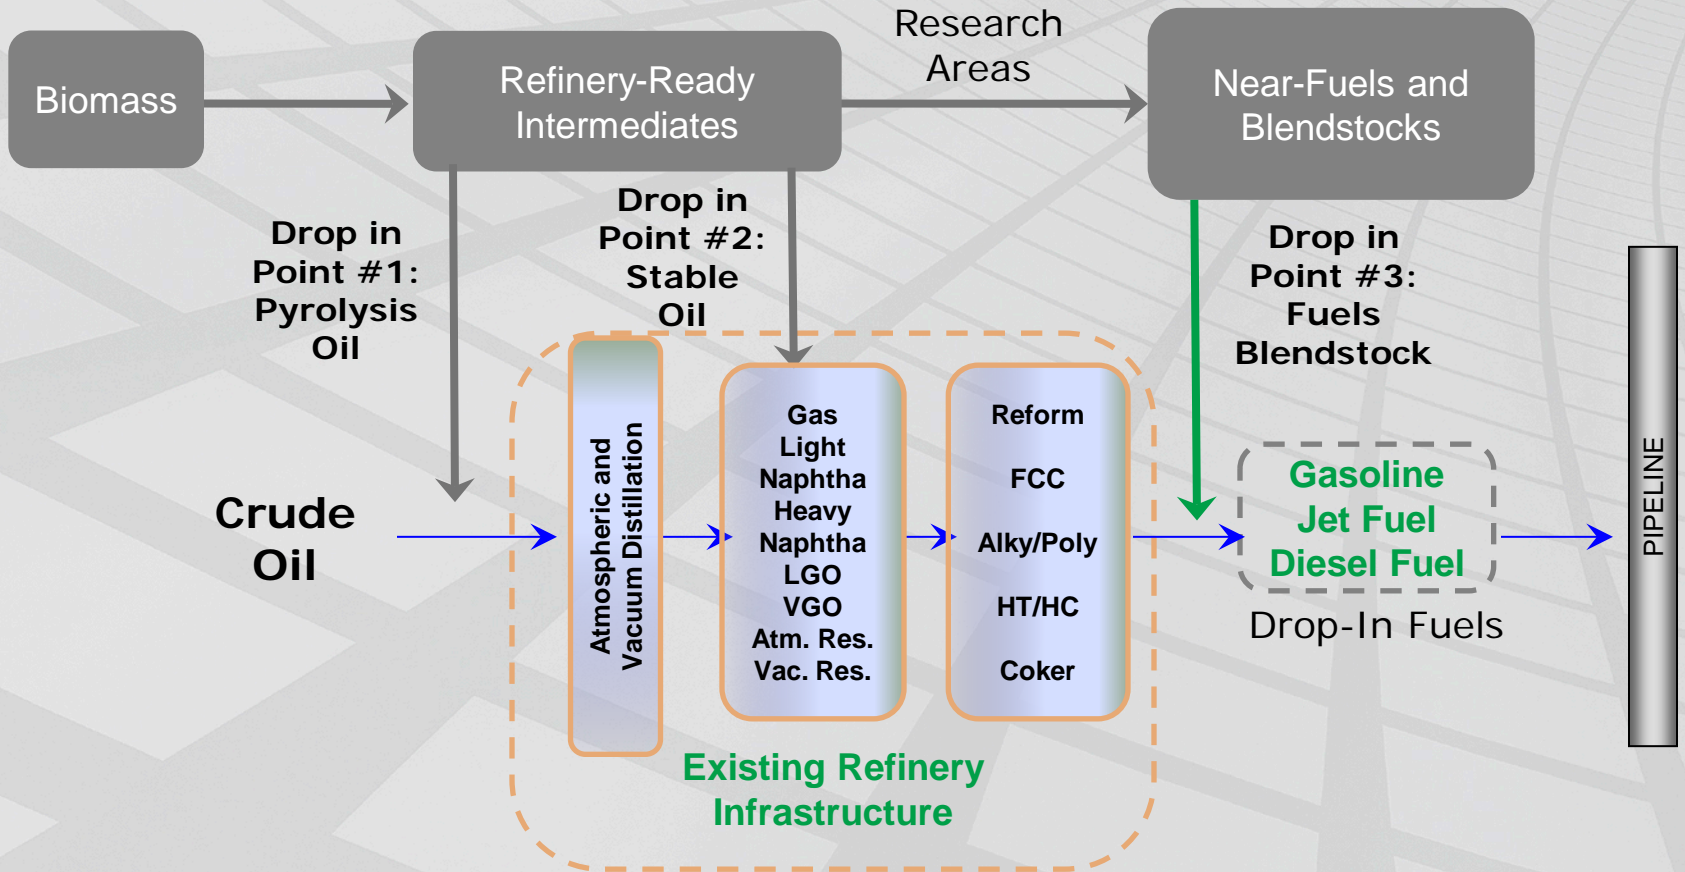 Biomass
Refinery-Ready
Intermediates
Research
Areas
Near-Fuels and
Blendstocks
Drop in
Point #1:
Pyrolysis
Oil
Drop in
Point #2:
Stable
Oil
Drop in
Point #3:
Fuels
Blendstock
Crude
Oil
Atmospheric and
Vacuum Distillation
Gas
Light
Naphtha
Heavy
Naphtha
LGO
VGO
Atm. Res.
Vac. Res.
Reform
FCC
Alky/Poly
HT/HC
Coker
Gasoline
Jet Fuel
Diesel Fuel
Drop-In Fuels
PIPELINE
Existing Refinery
Infrastructure